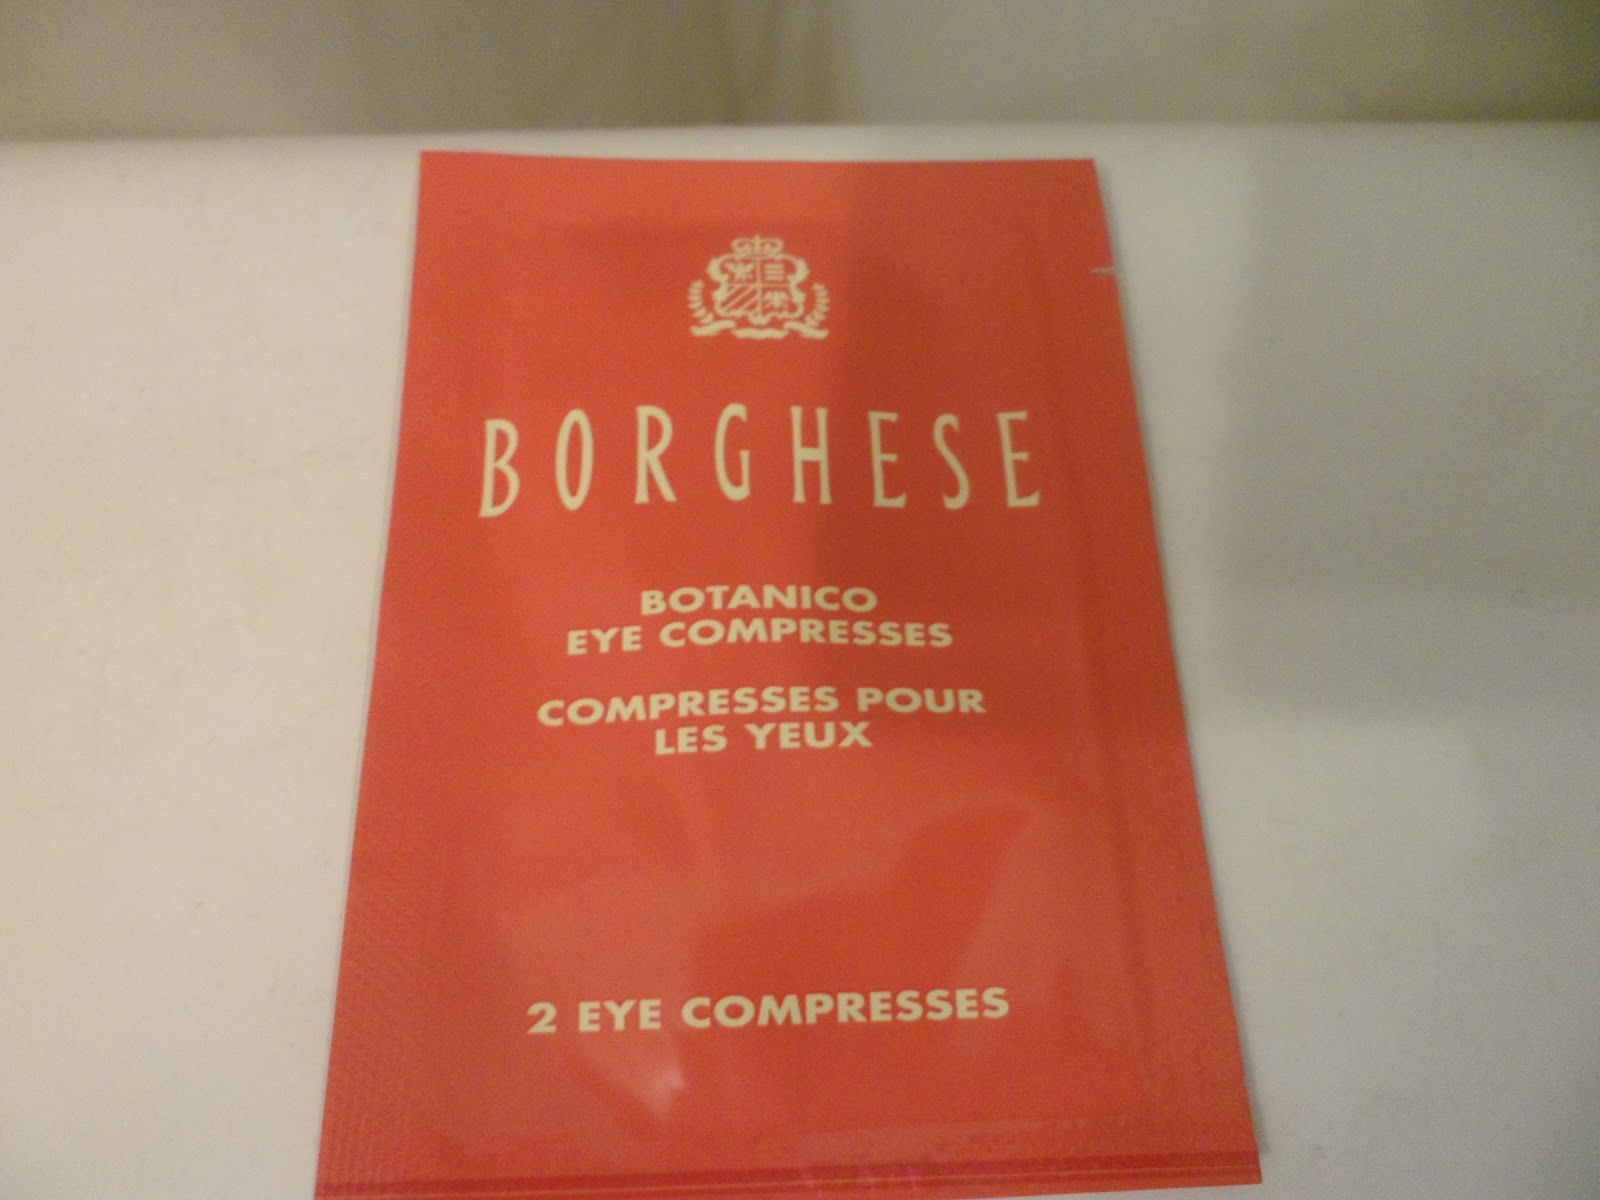 BORGHESE
BOTANICO
EYE COMPRESSES
COMPRESSES POUR
LES YEUX
2 EYE COMPRESSES